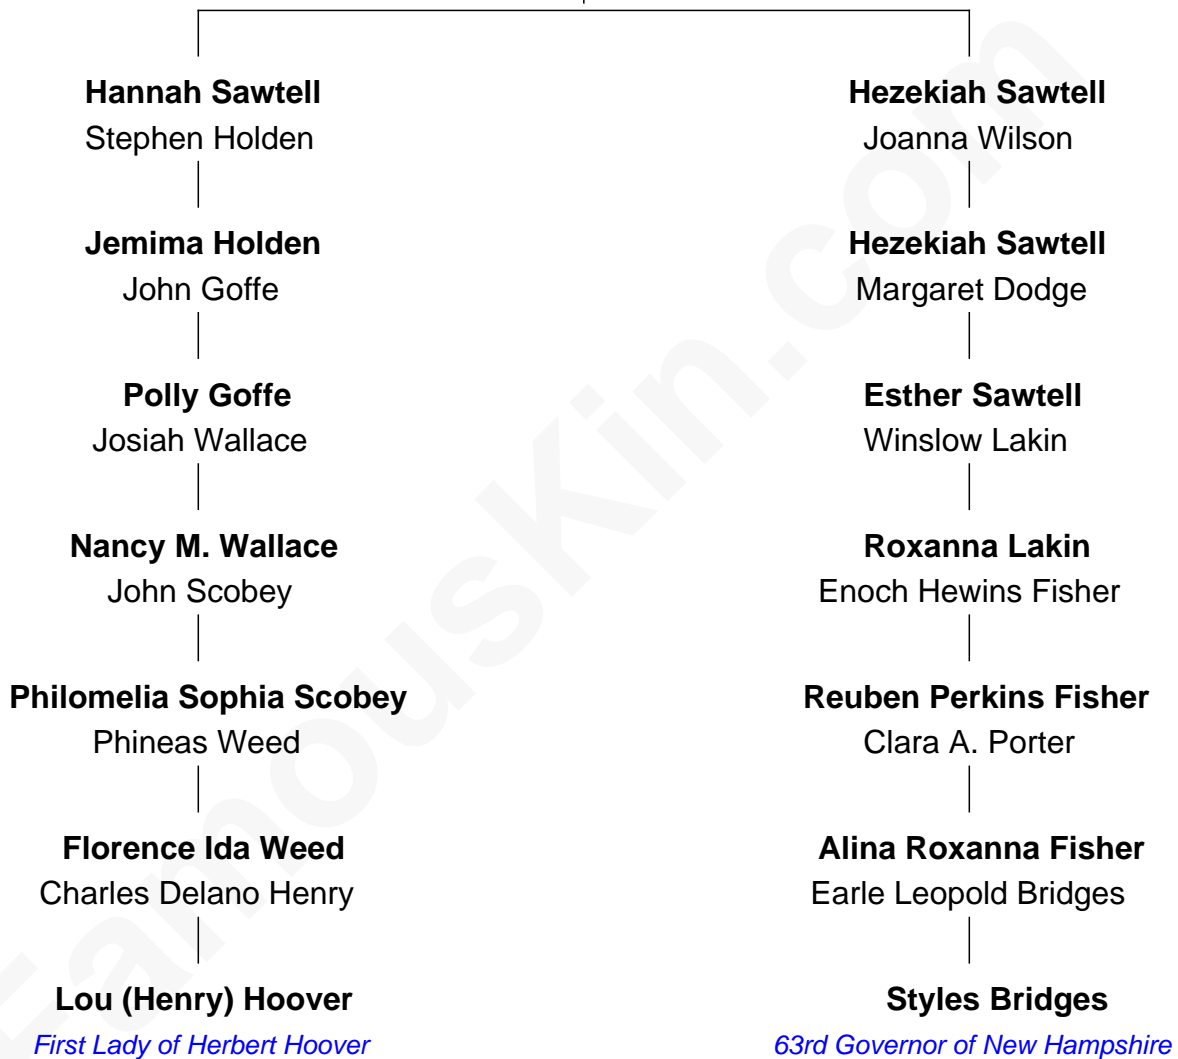 Hannah Sawtell
Stephen Holden
Jemima Holden
John Goffe
Polly Goffe
Josiah Wallace
Nancy M. Wallace
John Scobey
Philomelia Sophia Scobey
Phineas Weed
Florence Ida Weed
Charles Delano Henry
Lou (Henry) Hoover
First Lady of Herbert Hoover
Hezekiah Sawtell
Joanna Wilson
Hezekiah Sawtell
Margaret Dodge
Esther Sawtell
Winslow Lakin
Roxanna Lakin
Enoch Hewins Fisher
Reuben Perkins Fisher
Clara A. Porter
Alina Roxanna Fisher
Earle Leopold Bridges
Styles Bridges
63rd Governor of New Hampshire
FamousKin.com